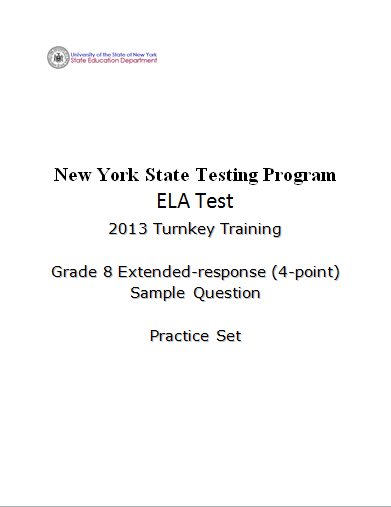 University of the State of New York
State Education Department
New York State Testing Program
ELA Test
2013 Turnkey Training
Grade 8 Extended-response (4-point)
Sample Question
Practice Set